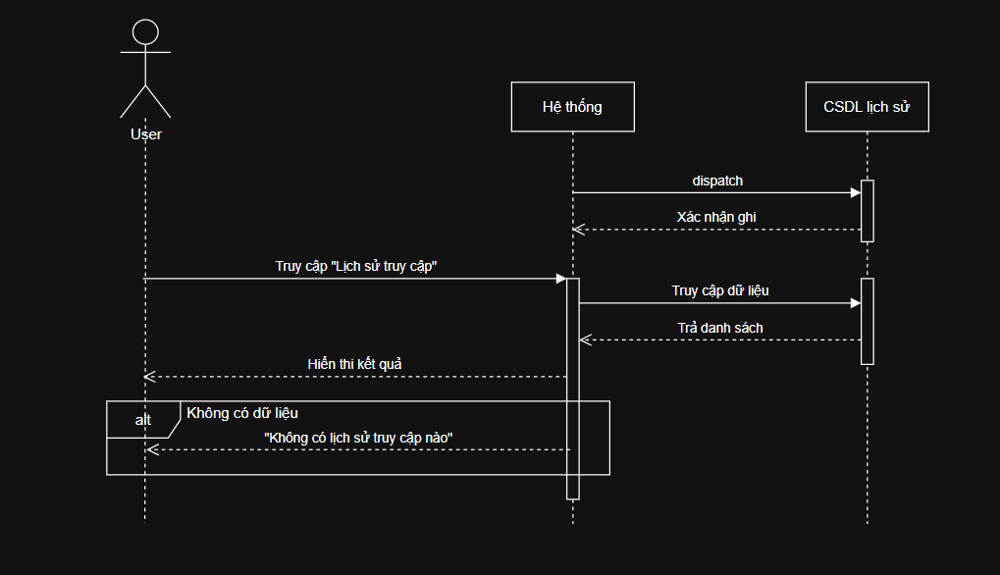 User
Hệ thống
CSDL lịch sử
dispatch
Xác nhận ghi
Truy cập "Lịch sử truy cập"
Truy cập dữ liệu
Trả danh sách
Hiển thi kết quả
alt
Không có dữ liệu
"Không có lịch sử truy cập nào"